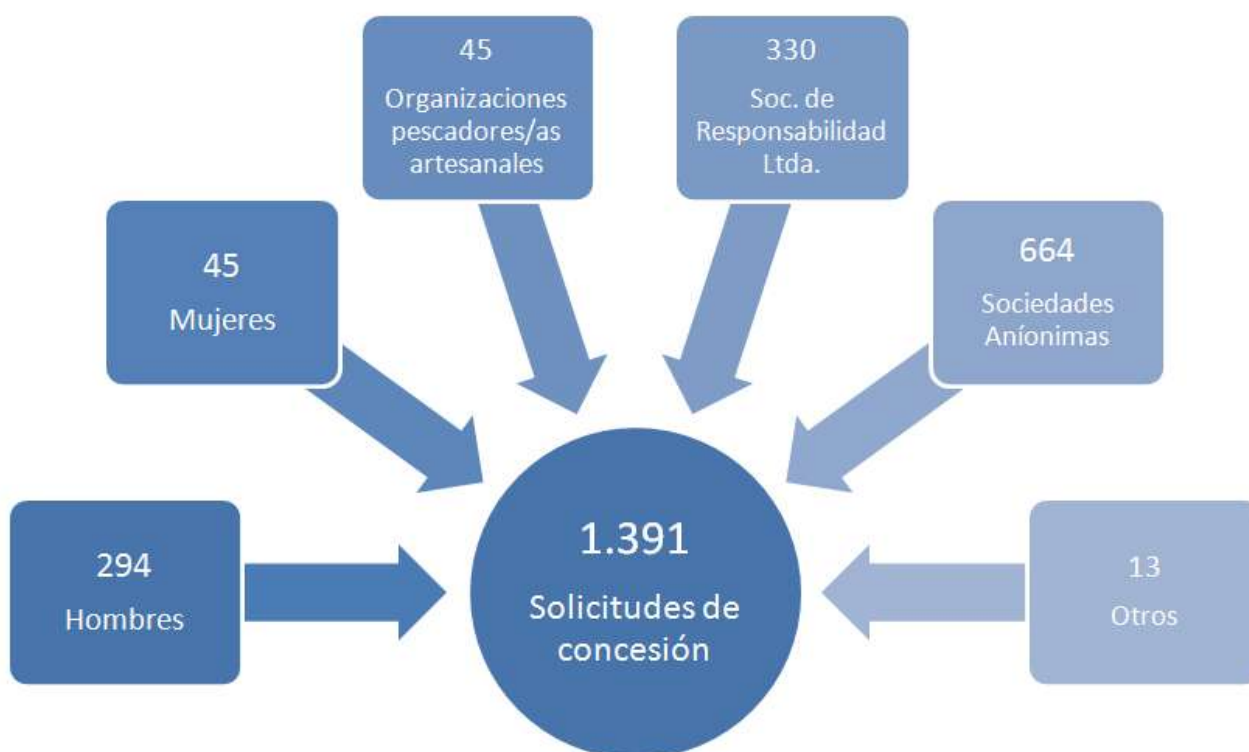 45
Organizaciones
pescadores/as
artesanales
330
Soc. de
Responsabilidad
Ltda.
45
Mujeres
664
Sociedades
Aníonimas
294
Hombres
1.391
Solicitudes de
concesión
13
Otros